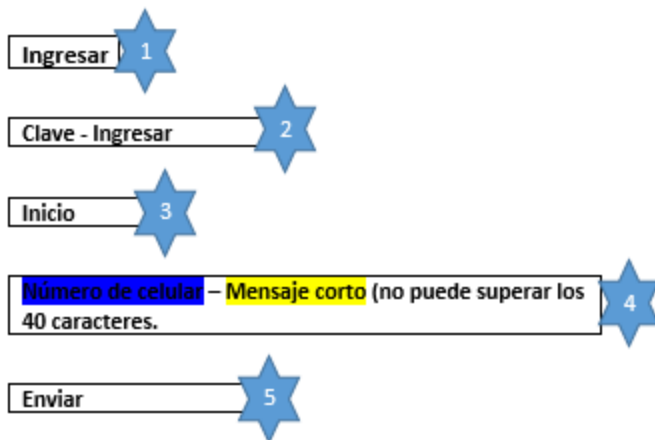 Ingresar 1
Clave - Ingresar 2
Inicio 3
Número de celular – Mensaje corto (no puede superar los
40 caracteres. 4
Enviar 5